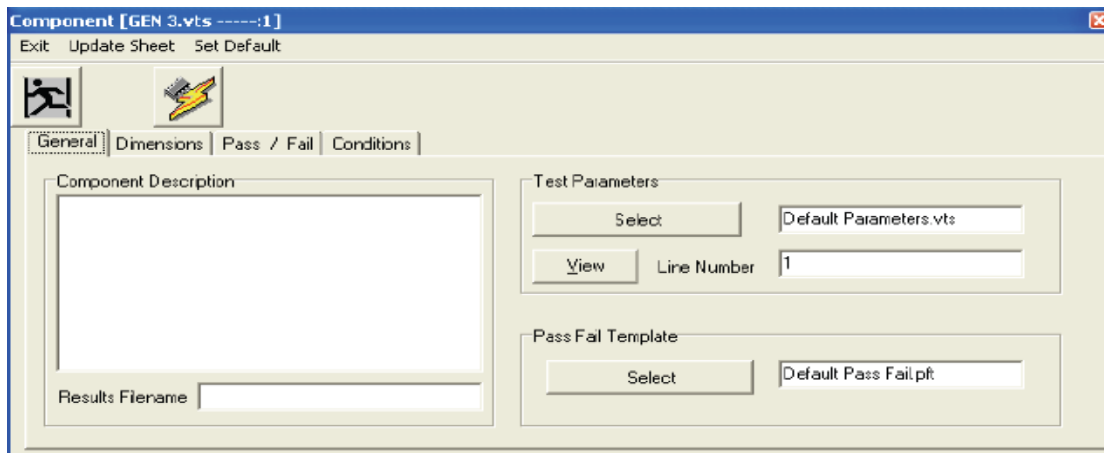 Component [GEN 3.vts -----:1]
Exit Update Sheet Set Default
General Dimensions Pass / Fail Conditions
Component Description
Results Filename
Test Parameters
Select Default Parameters.vts
View Line Number 1
Pass Fail Template
Select Default Pass Fail.pft